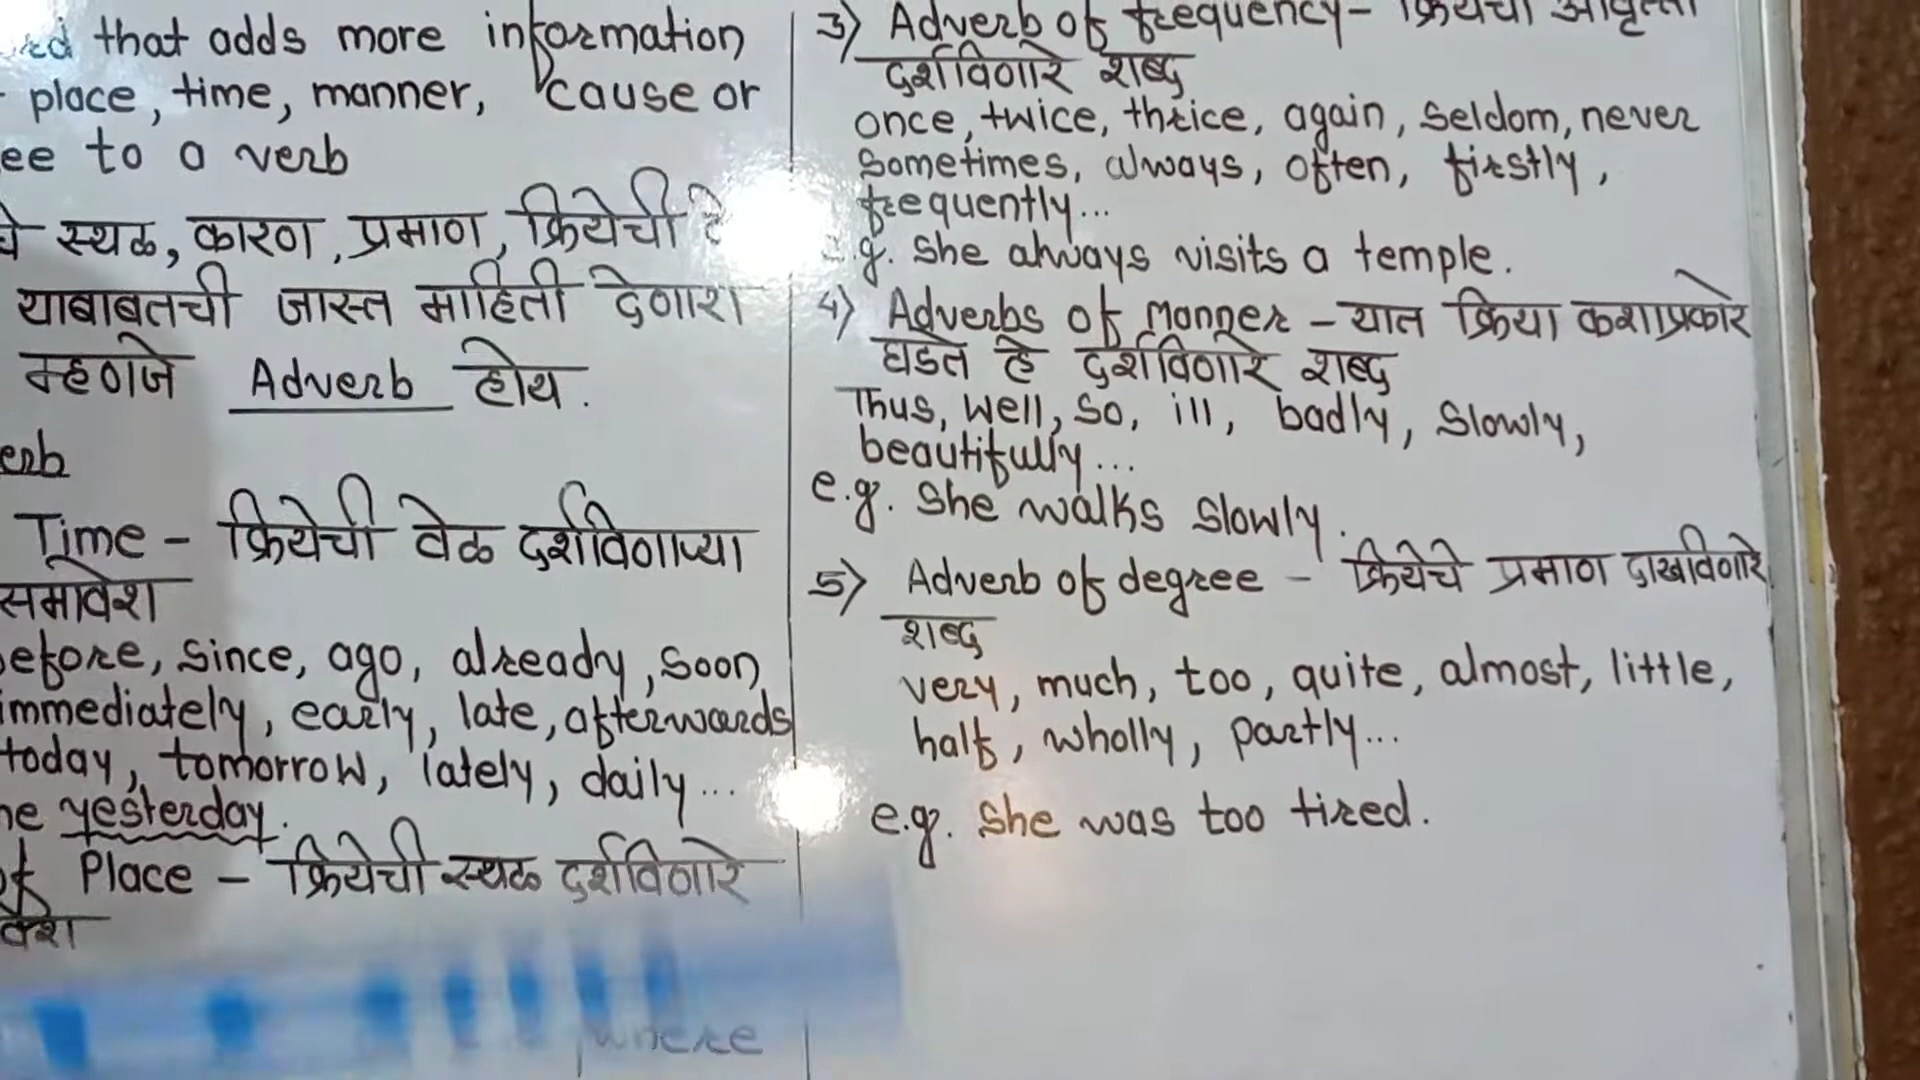 that adds more information
place, time, manner, cause or
ee to a verb
स्थळ, कारण, प्रमाण, क्रियेची
याबाबतची जास्त माहिती देणारा
म्हणजे Adverb होय.
erb
Time - क्रियेची वेळ दर्शविणाऱ्या
समावेश
before, since, ago, already, soon
immediately, early, late, afterwards
today, tomorrow, lately, daily...
yesterday.
of Place - क्रियेची स्थळ दर्शविणारे
where
3) Adverb of frequency- क्रियेची आवृत्ती
दर्शविणारे शब्द
once, twice, thrice, again, seldom, never
sometimes, always, often, firstly,
frequently...
e.g. She always visits a temple.
4) Adverbs of Manner - यात क्रिया कशाप्रकारे
घडते हे दर्शविणारे शब्द
Thus, well, so, ill, badly, slowly,
beautifully...
e.g. She walks slowly.
5) Adverb of degree - क्रियेचे प्रमाण दाखविणारे
शब्द
very, much, too, quite, almost, little,
half, wholly, partly...
e.g. She was too tired.